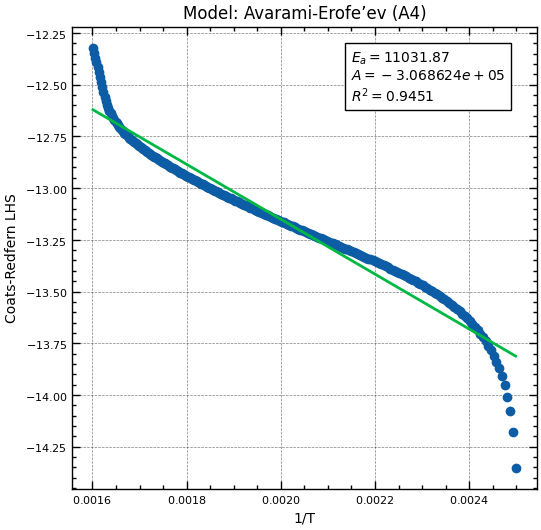 Model: Avarami-Erofe’ev (A4)
−12.25
−12.50
−12.75
−13.00
−13.25
−13.50
−13.75
−14.00
−14.25
Coats-Redfern LHS
E_a = 11031.87
A = −3.068624e + 05
R² = 0.9451
0.0016 0.0018 0.0020 0.0022 0.0024
1/T